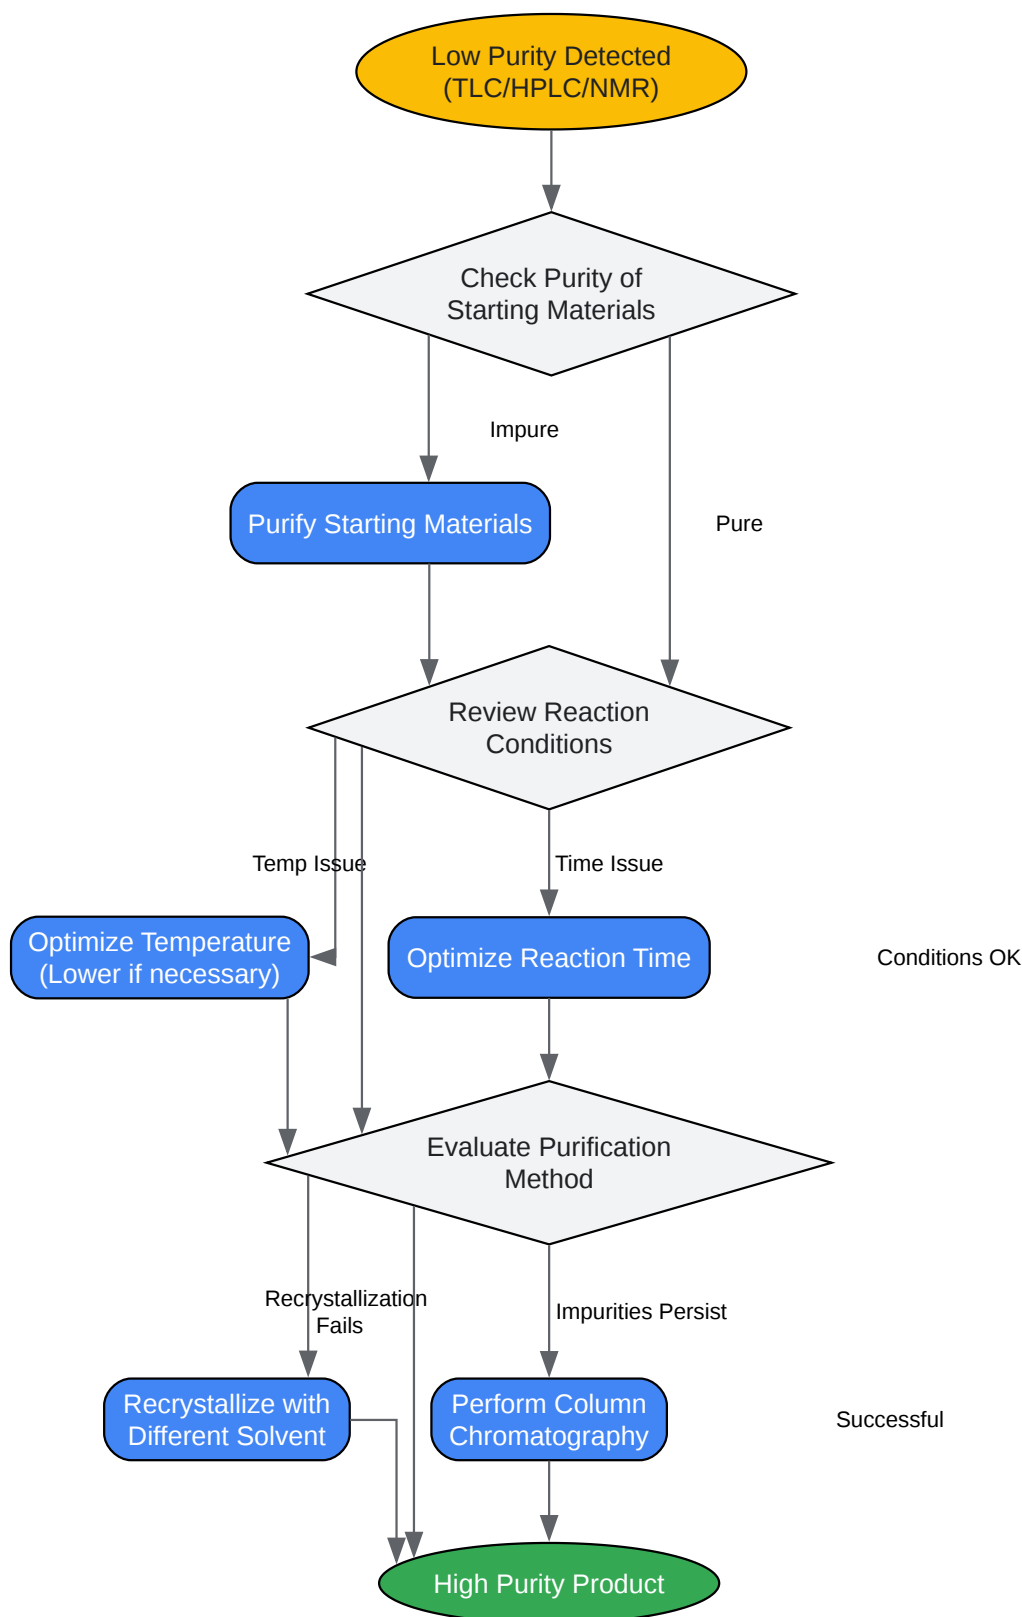 Low Purity Detected
(TLC/HPLC/NMR)
Check Purity of
Starting Materials
Impure
Purify Starting Materials
Pure
Review Reaction
Conditions
Temp Issue
Time Issue
Optimize Temperature
(Lower if necessary)
Optimize Reaction Time
Conditions OK
Evaluate Purification
Method
Recrystallization
Fails
Impurities Persist
Recrystallize with
Different Solvent
Perform Column
Chromatography
Successful
High Purity Product